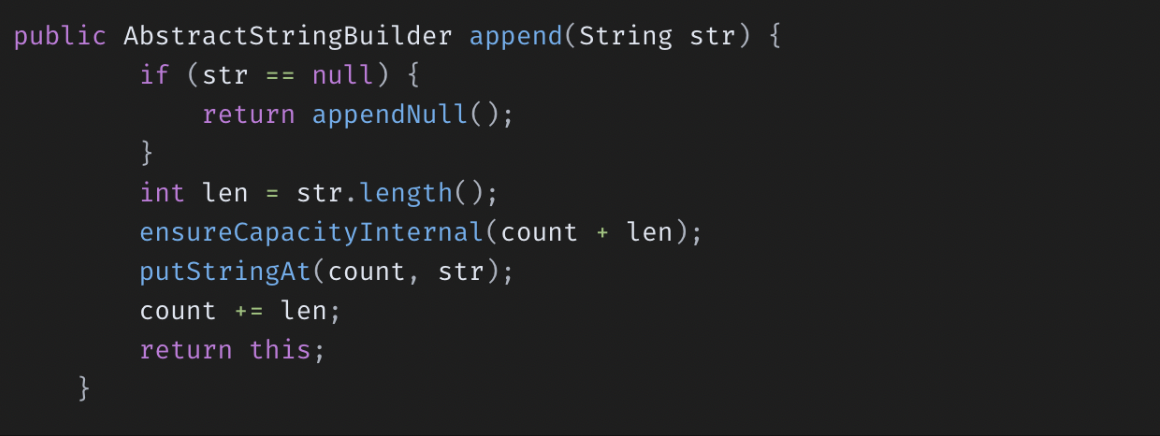 public AbstractStringBuilder append(String str) {
        if (str == null) {
            return appendNull();
        }
        int len = str.length();
        ensureCapacityInternal(count + len);
        putStringAt(count, str);
        count += len;
        return this;
    }